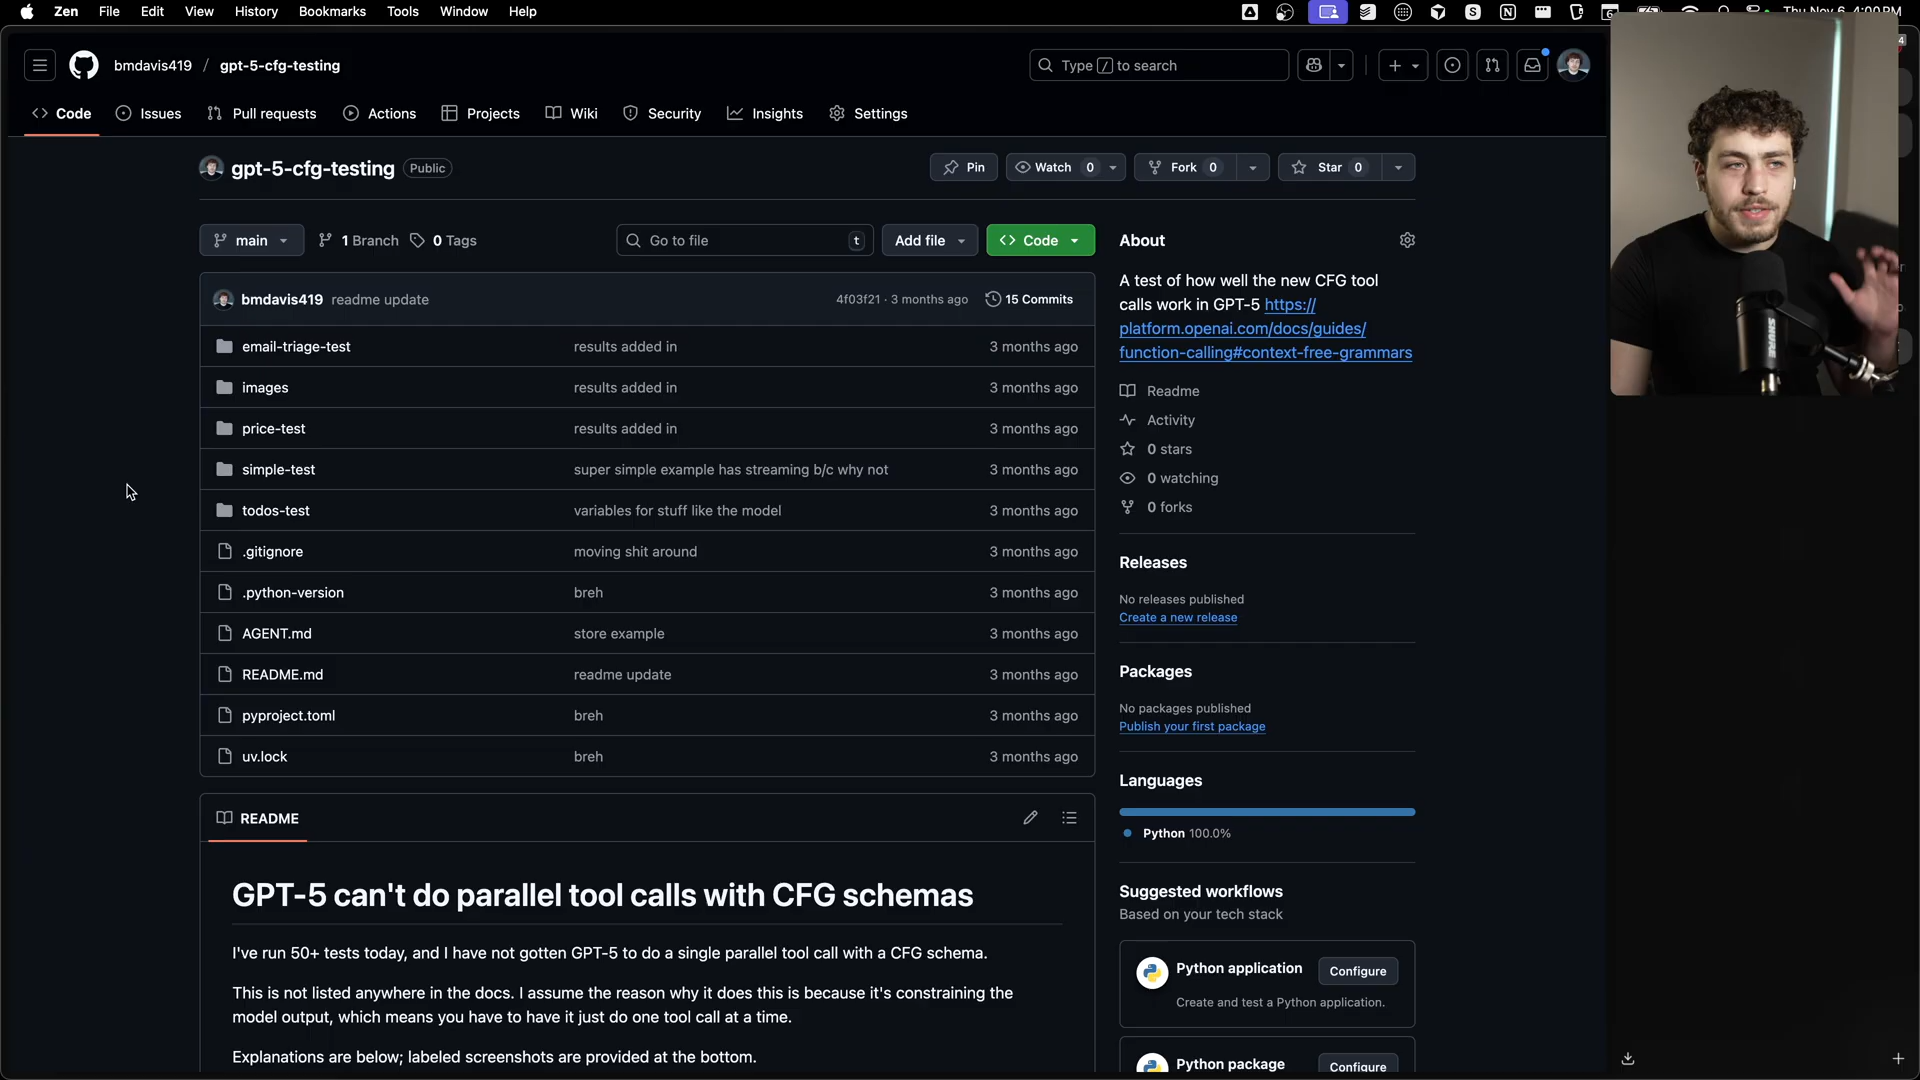 Zen File Edit View History Bookmarks Tools Window Help
Thu Nov 6 4:00 PM
bmdavis419 / gpt-5-cfg-testing
Type / to search
Code Issues Pull requests Actions Projects Wiki Security Insights Settings
gpt-5-cfg-testing Public
Pin Watch 0 Fork 0 Star 0
main 1 Branch 0 Tags Go to file t Add file Code
bmdavis419 readme update 4f03f21 · 3 months ago 15 Commits
email-triage-test results added in 3 months ago
images results added in 3 months ago
price-test results added in 3 months ago
simple-test super simple example has streaming b/c why not 3 months ago
todos-test variables for stuff like the model 3 months ago
.gitignore moving shit around 3 months ago
.python-version breh 3 months ago
AGENT.md store example 3 months ago
README.md readme update 3 months ago
pyproject.toml breh 3 months ago
uv.lock breh 3 months ago
README
GPT-5 can't do parallel tool calls with CFG schemas
I've run 50+ tests today, and I have not gotten GPT-5 to do a single parallel tool call with a CFG schema.
This is not listed anywhere in the docs. I assume the reason why it does this is because it's constraining the
model output, which means you have to have it just do one tool call at a time.
Explanations are below; labeled screenshots are provided at the bottom.
About
A test of how well the new CFG tool
calls work in GPT-5 https://
platform.openai.com/docs/guides/
function-calling#context-free-grammars
Readme
Activity
0 stars
0 watching
0 forks
Releases
No releases published
Create a new release
Packages
No packages published
Publish your first package
Languages
Python 100.0%
Suggested workflows
Based on your tech stack
Python application Configure
Create and test a Python application.
Python package Configure
SHURE